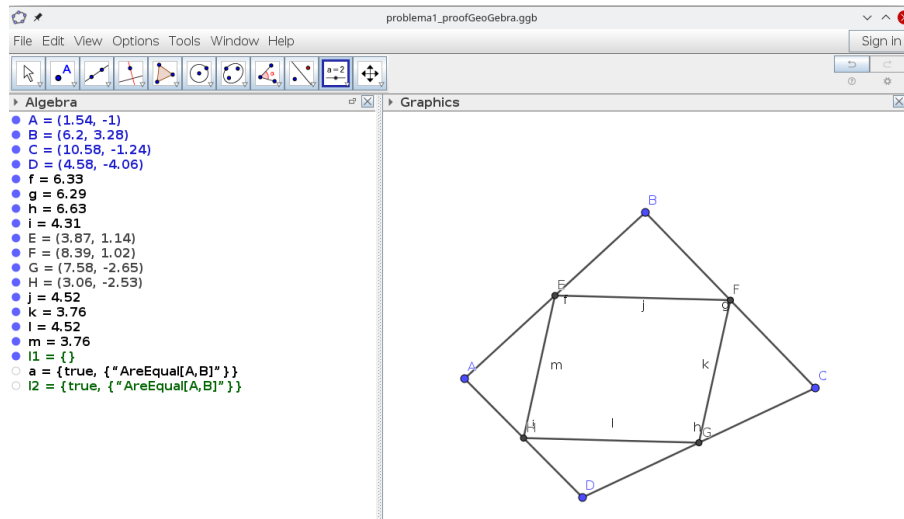 problema1_proofGeoGebra.ggb
File Edit View Options Tools Window Help
Sign in
A
a=2
Algebra
Graphics
A = (1.54, -1)
B = (6.2, 3.28)
C = (10.58, -1.24)
D = (4.58, -4.06)
f = 6.33
g = 6.29
h = 6.63
i = 4.31
E = (3.87, 1.14)
F = (8.39, 1.02)
G = (7.58, -2.65)
H = (3.06, -2.53)
j = 4.52
k = 3.76
l = 4.52
m = 3.76
l1 = {}
a = {true, {“AreEqual[A,B]”}}
l2 = {true, {“AreEqual[A,B]”}}
B
E
F
f
j
g
A
m
k
C
l
H
i
h
G
D